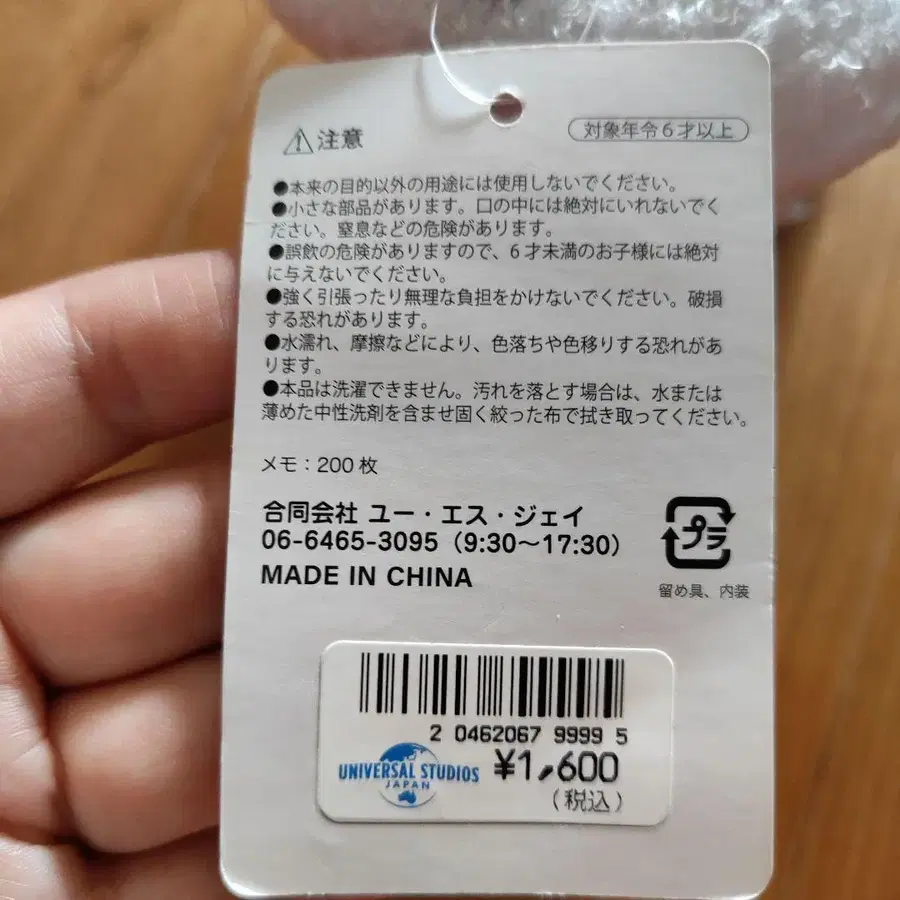 注意
対象年令6才以上
●本来の目的以外の用途には使用しないでください。
●小さな部品があります。口の中には絶対にいれないでく
ださい。窒息などの危険があります。
●誤飲の危険がありますので、6才未満のお子様には絶対
に与えないでください。
●強く引張ったり無理な負担をかけないでください。破損
する恐れがあります。
●水濡れ、摩擦などにより、色落ちや色移りする恐れがあ
ります。
●本品は洗濯できません。汚れを落とす場合は、水または
薄めた中性洗剤を含ませ固く絞った布で拭き取ってください。
メモ：200枚
合同会社 ユー・エス・ジェイ
06-6465-3095（9:30～17:30）
MADE IN CHINA
プラ
留め具、内装
2 0462067 9999 5
UNIVERSAL STUDIOS
JAPAN
¥1,600
（税込）